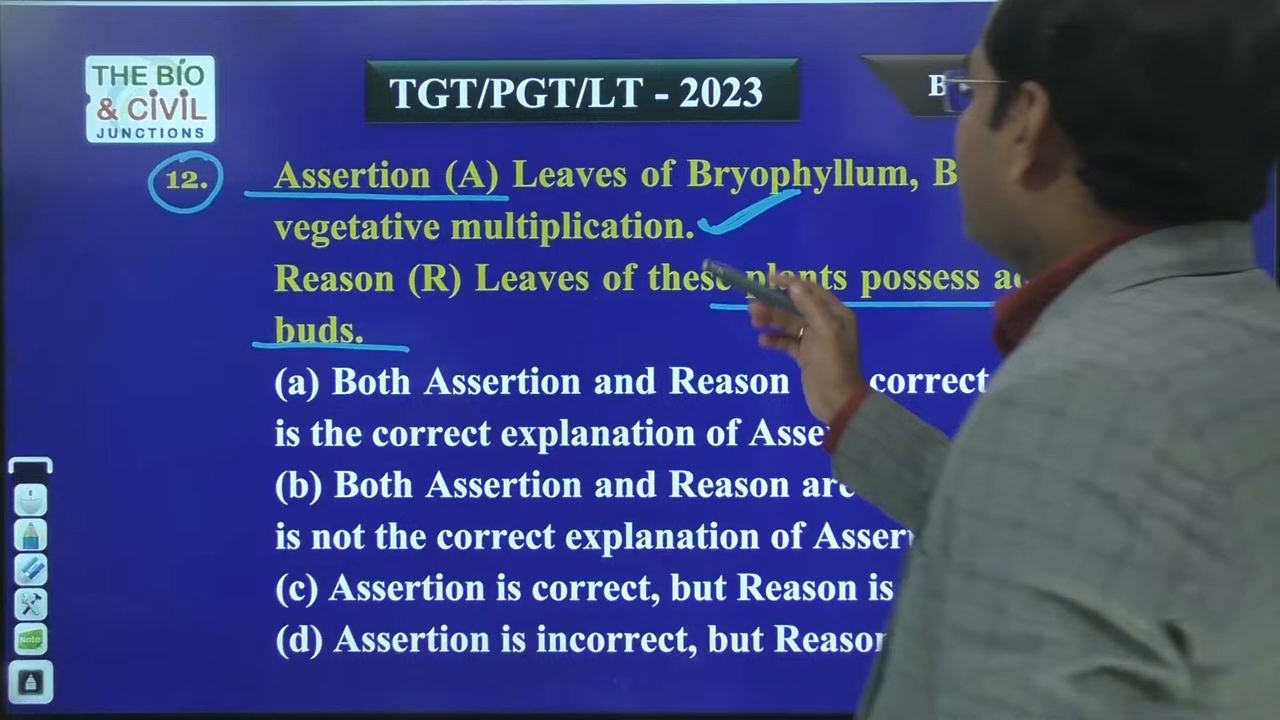 THE BIO
& CIVIL
JUNCTIONS
TGT/PGT/LT - 2023
12.
Assertion (A) Leaves of Bryophyllum,
vegetative multiplication.
Reason (R) Leaves of these plants possess
buds.
(a) Both Assertion and Reason correct
is the correct explanation of
(b) Both Assertion and Reason are
is not the correct explanation of
(c) Assertion is correct, but Reason is
(d) Assertion is incorrect, but Reason
Note